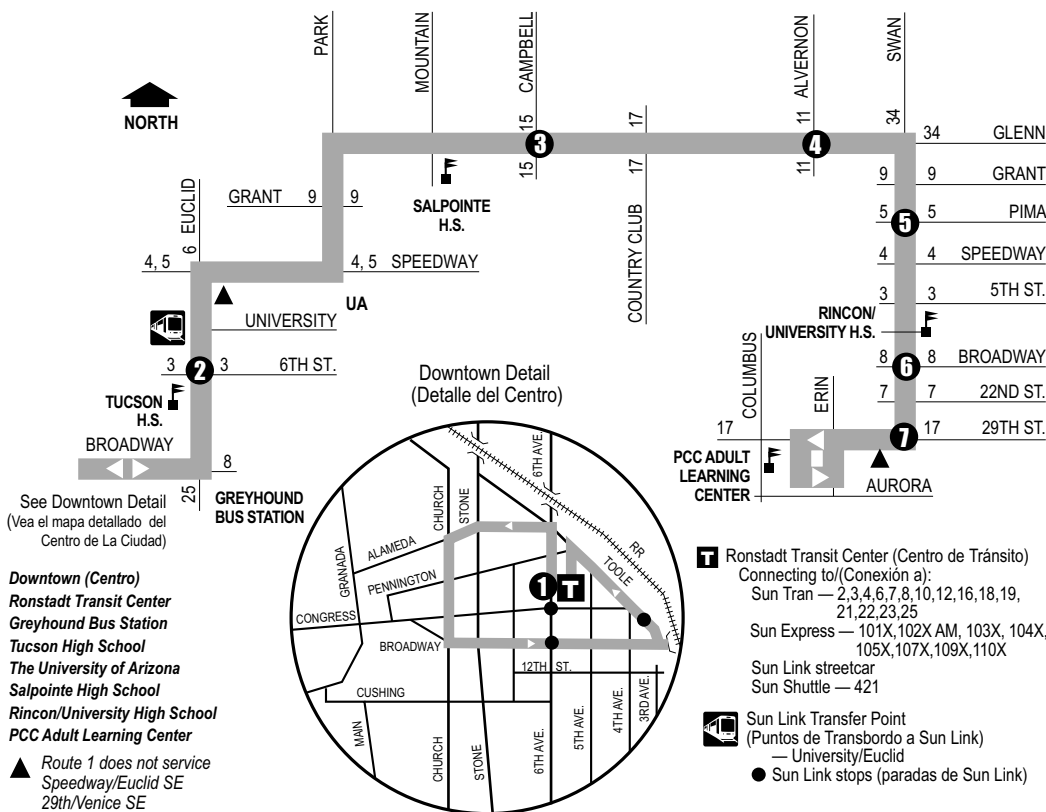 PARK
MOUNTAIN
CAMPBELL
ALVERNON
SWAN
15
17
11
34
NORTH
3
4
34 GLENN
15
17
11
9 9 GRANT
GRANT 9 9
SALPOINTE
H.S.
COUNTRY CLUB
5 5 5 PIMA
EUCLID
6
4 4 SPEEDWAY
4, 5 4, 5 SPEEDWAY
3 3 5TH ST.
UA
RINCON/
UNIVERSITY H.S.
UNIVERSITY
3 2 3 6TH ST.
8 6 8 BROADWAY
COLUMBUS
ERIN
7 7 22ND ST.
TUCSON
H.S.
17 7 17 29TH ST.
BROADWAY
8
25
PCC ADULT
LEARNING
CENTER
AURORA
GREYHOUND
BUS STATION
See Downtown Detail
(Vea el mapa detallado del
Centro de La Ciudad)
Downtown Detail
(Detalle del Centro)
6TH AVE.
CHURCH
STONE
RR
GRANADA
ALAMEDA
TOOLE
PENNINGTON
1 T
CONGRESS
BROADWAY
12TH ST.
CUSHING
MAIN
CHURCH
STONE
6TH AVE.
5TH AVE.
4TH AVE.
3RD AVE.
Downtown (Centro)
Ronstadt Transit Center
Greyhound Bus Station
Tucson High School
The University of Arizona
Salpointe High School
Rincon/University High School
PCC Adult Learning Center
Route 1 does not service
Speedway/Euclid SE
29th/Venice SE
T Ronstadt Transit Center (Centro de Tránsito)
Connecting to/(Conexión a):
Sun Tran — 2,3,4,6,7,8,10,12,16,18,19,
21,22,23,25
Sun Express — 101X,102X AM, 103X, 104X,
105X,107X,109X,110X
Sun Link streetcar
Sun Shuttle — 421
Sun Link Transfer Point
(Puntos de Transbordo a Sun Link)
— University/Euclid
Sun Link stops (paradas de Sun Link)